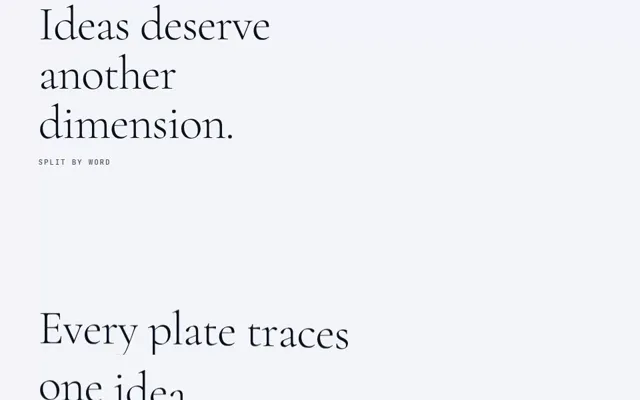 Ideas deserve
another
dimension.
SPLIT BY WORD
Every plate traces
one idea